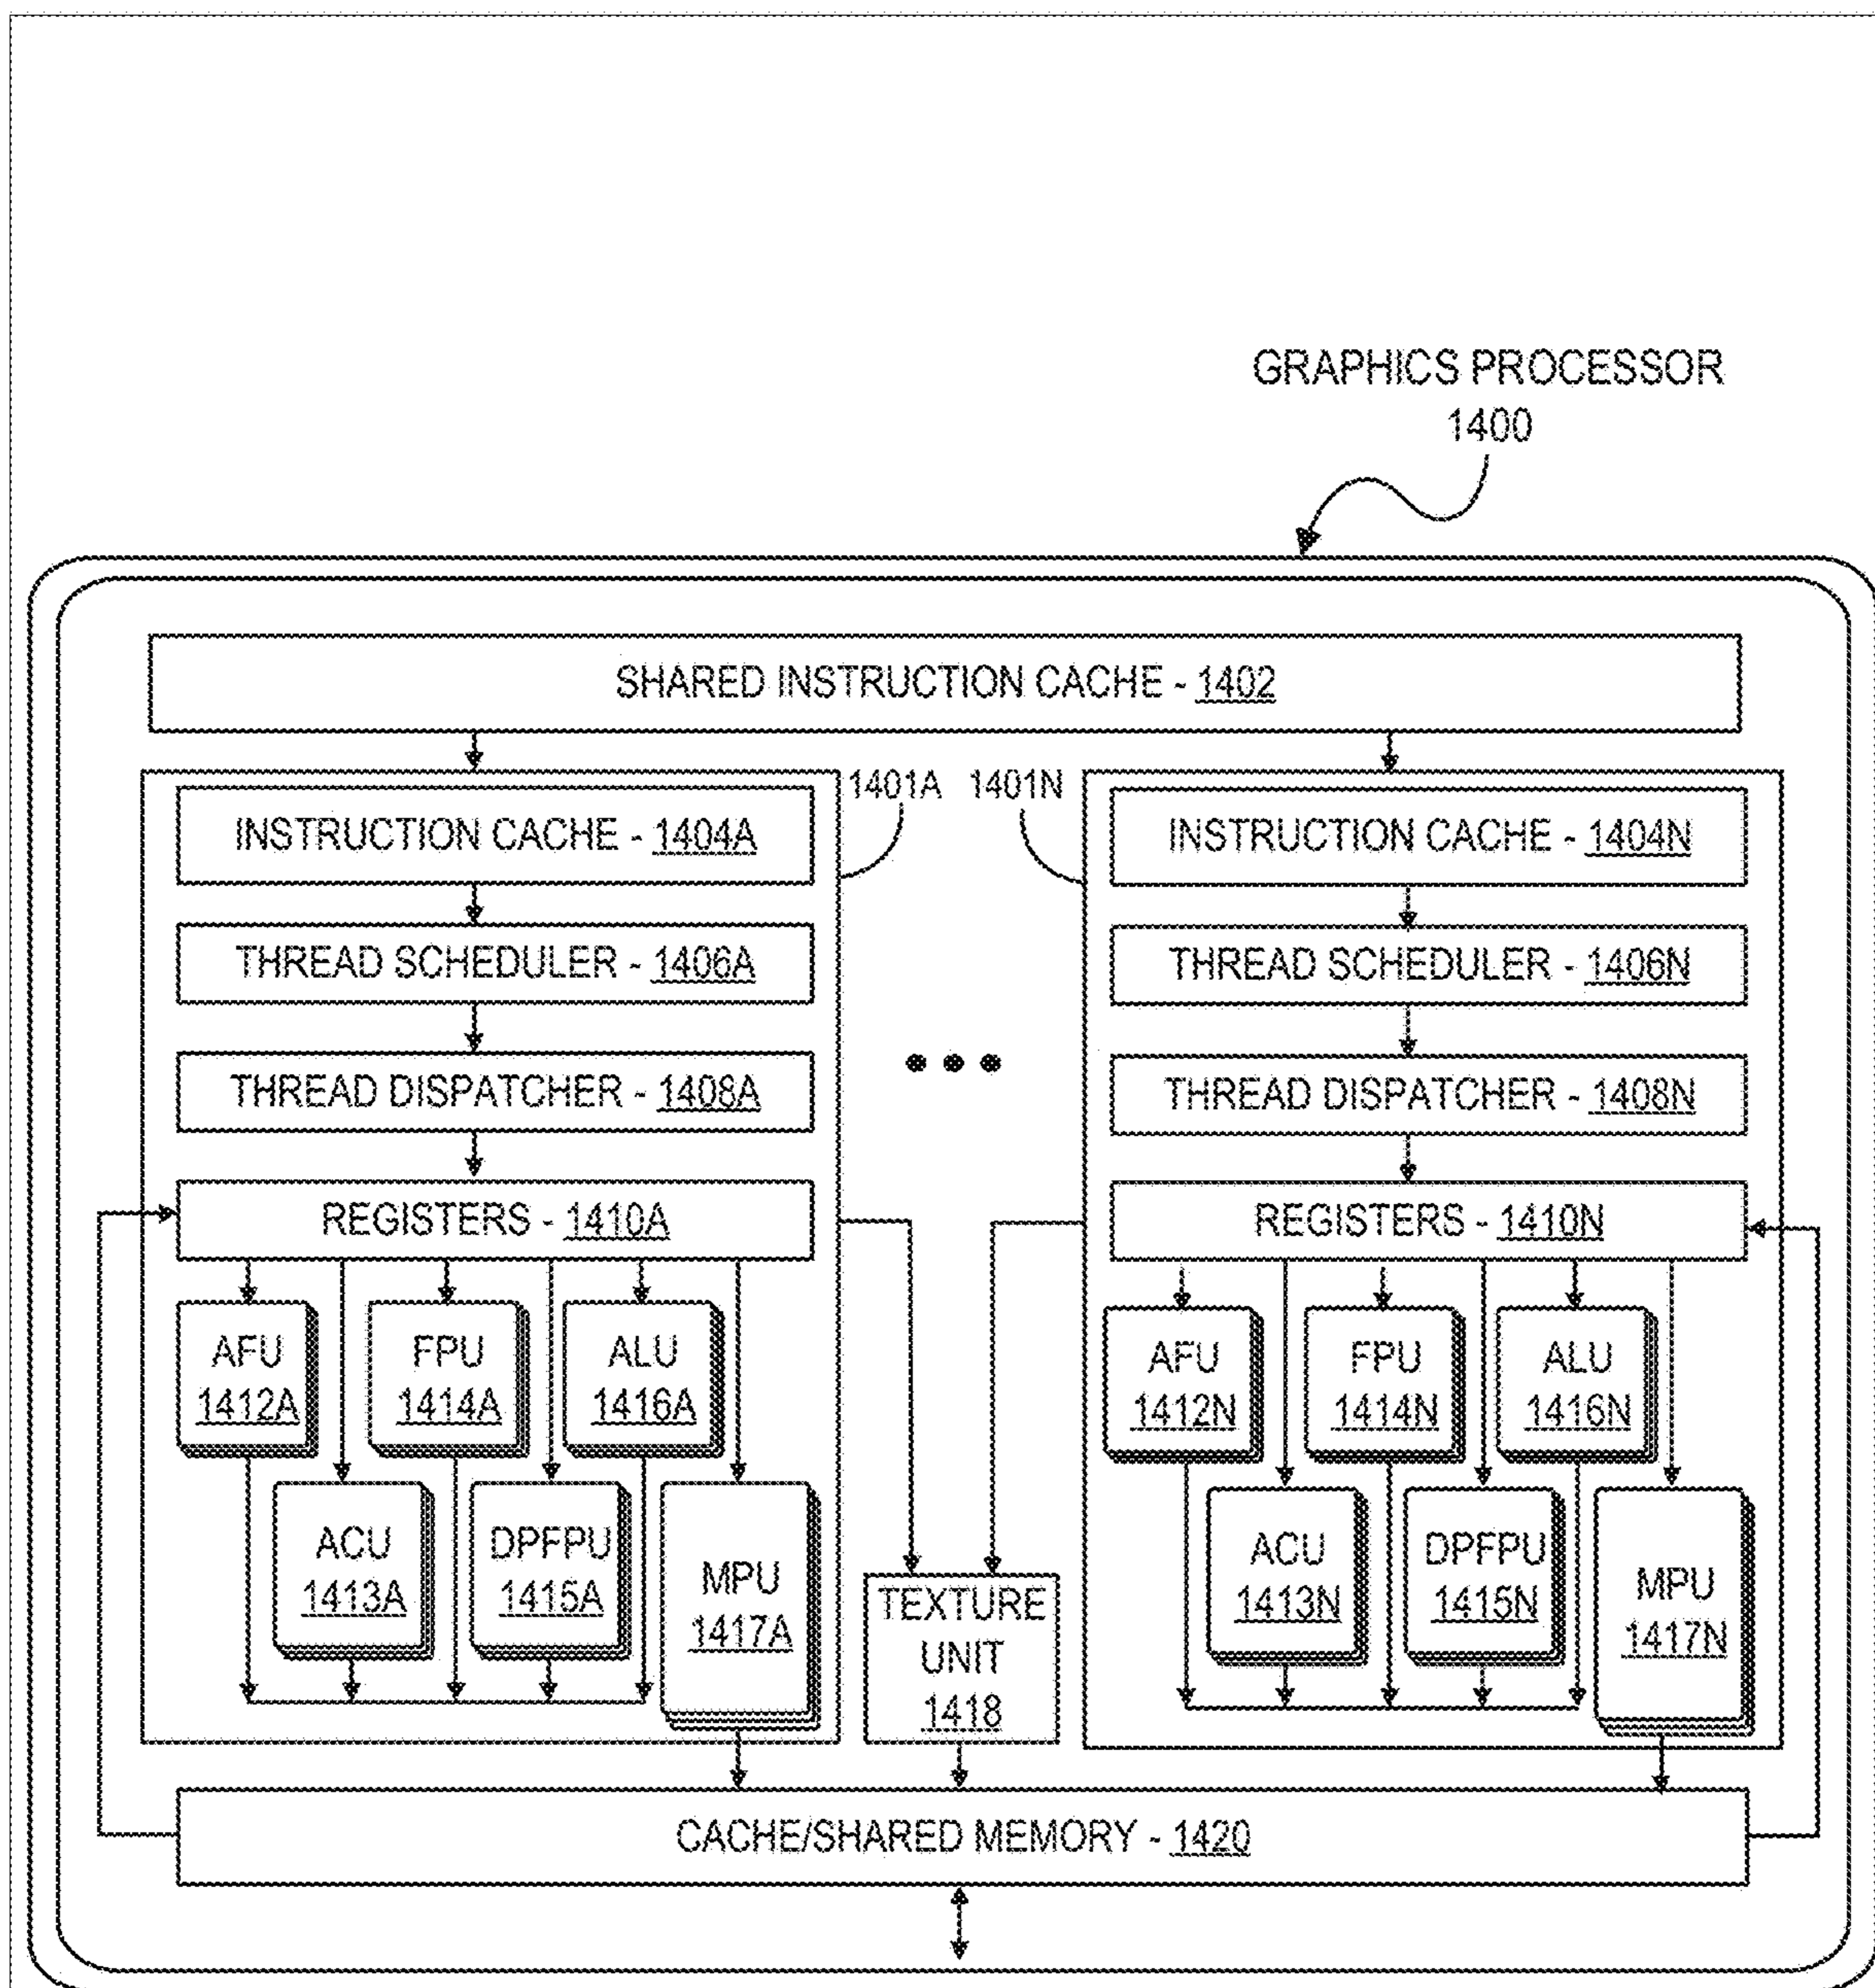 GRAPHICS PROCESSOR
1400
SHARED INSTRUCTION CACHE - 1402
1401A 1401N
INSTRUCTION CACHE - 1404A
THREAD SCHEDULER - 1406A
THREAD DISPATCHER - 1408A
REGISTERS - 1410A
AFU
1412A
FPU
1414A
ALU
1416A
ACU
1413A
DPFPU
1415A
MPU
1417A
INSTRUCTION CACHE - 1404N
THREAD SCHEDULER - 1406N
THREAD DISPATCHER - 1408N
REGISTERS - 1410N
AFU
1412N
FPU
1414N
ALU
1416N
ACU
1413N
DPFPU
1415N
MPU
1417N
TEXTURE
UNIT
1418
CACHE/SHARED MEMORY - 1420